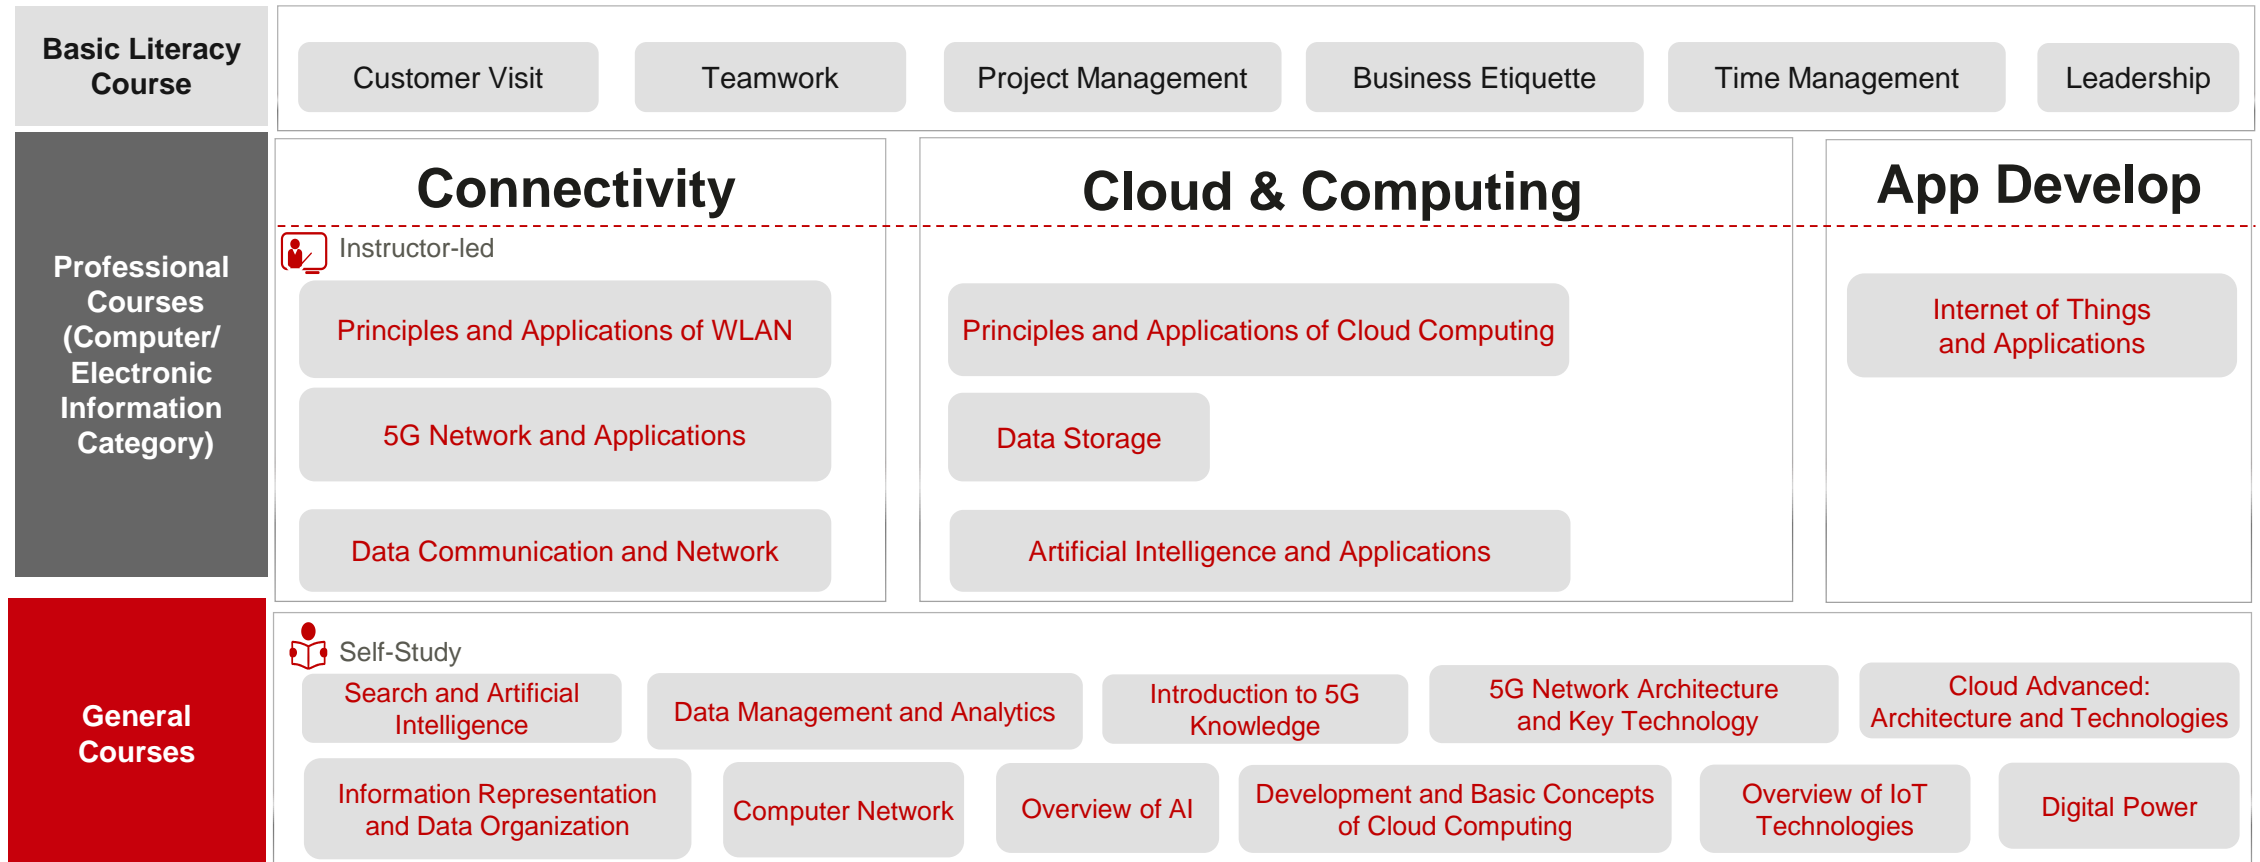 Basic Literacy
Course
Customer Visit
Teamwork
Project Management
Business Etiquette
Time Management
Leadership
Professional
Courses
(Computer/
Electronic
Information
Category)
Connectivity
Cloud & Computing
App Develop
Instructor-led
Principles and Applications of WLAN
5G Network and Applications
Data Communication and Network
Principles and Applications of Cloud Computing
Data Storage
Artificial Intelligence and Applications
Internet of Things
and Applications
General
Courses
Self-Study
Search and Artificial
Intelligence
Data Management and Analytics
Introduction to 5G
Knowledge
5G Network Architecture
and Key Technology
Cloud Advanced:
Architecture and Technologies
Information Representation
and Data Organization
Computer Network
Overview of AI
Development and Basic Concepts
of Cloud Computing
Overview of IoT
Technologies
Digital Power